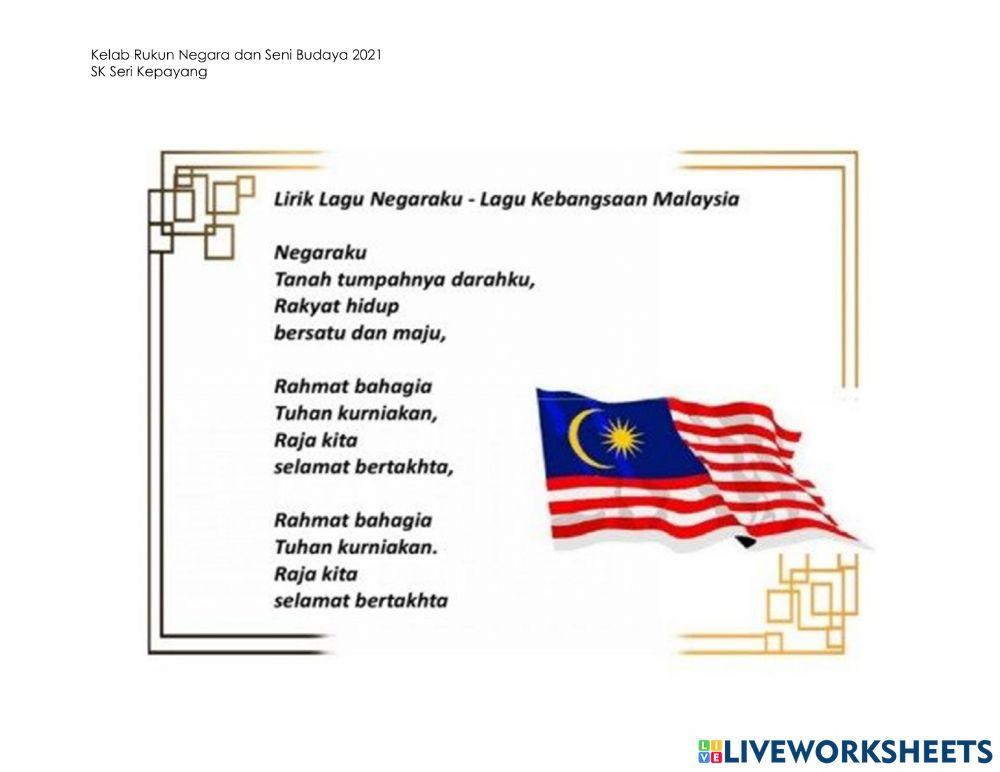 Kelab Rukun Negara dan Seni Budaya 2021
SK Seri Kepayang
Lirik Lagu Negaraku - Lagu Kebangsaan Malaysia
Negaraku
Tanah tumpahnya darahku,
Rakyat hidup
bersatu dan maju,
Rahmat bahagia
Tuhan kurniakan,
Raja kita
selamat bertakhta,
Rahmat bahagia
Tuhan kurniakan.
Raja kita
selamat bertakhta
LIVE LIVEWORKSHEETS